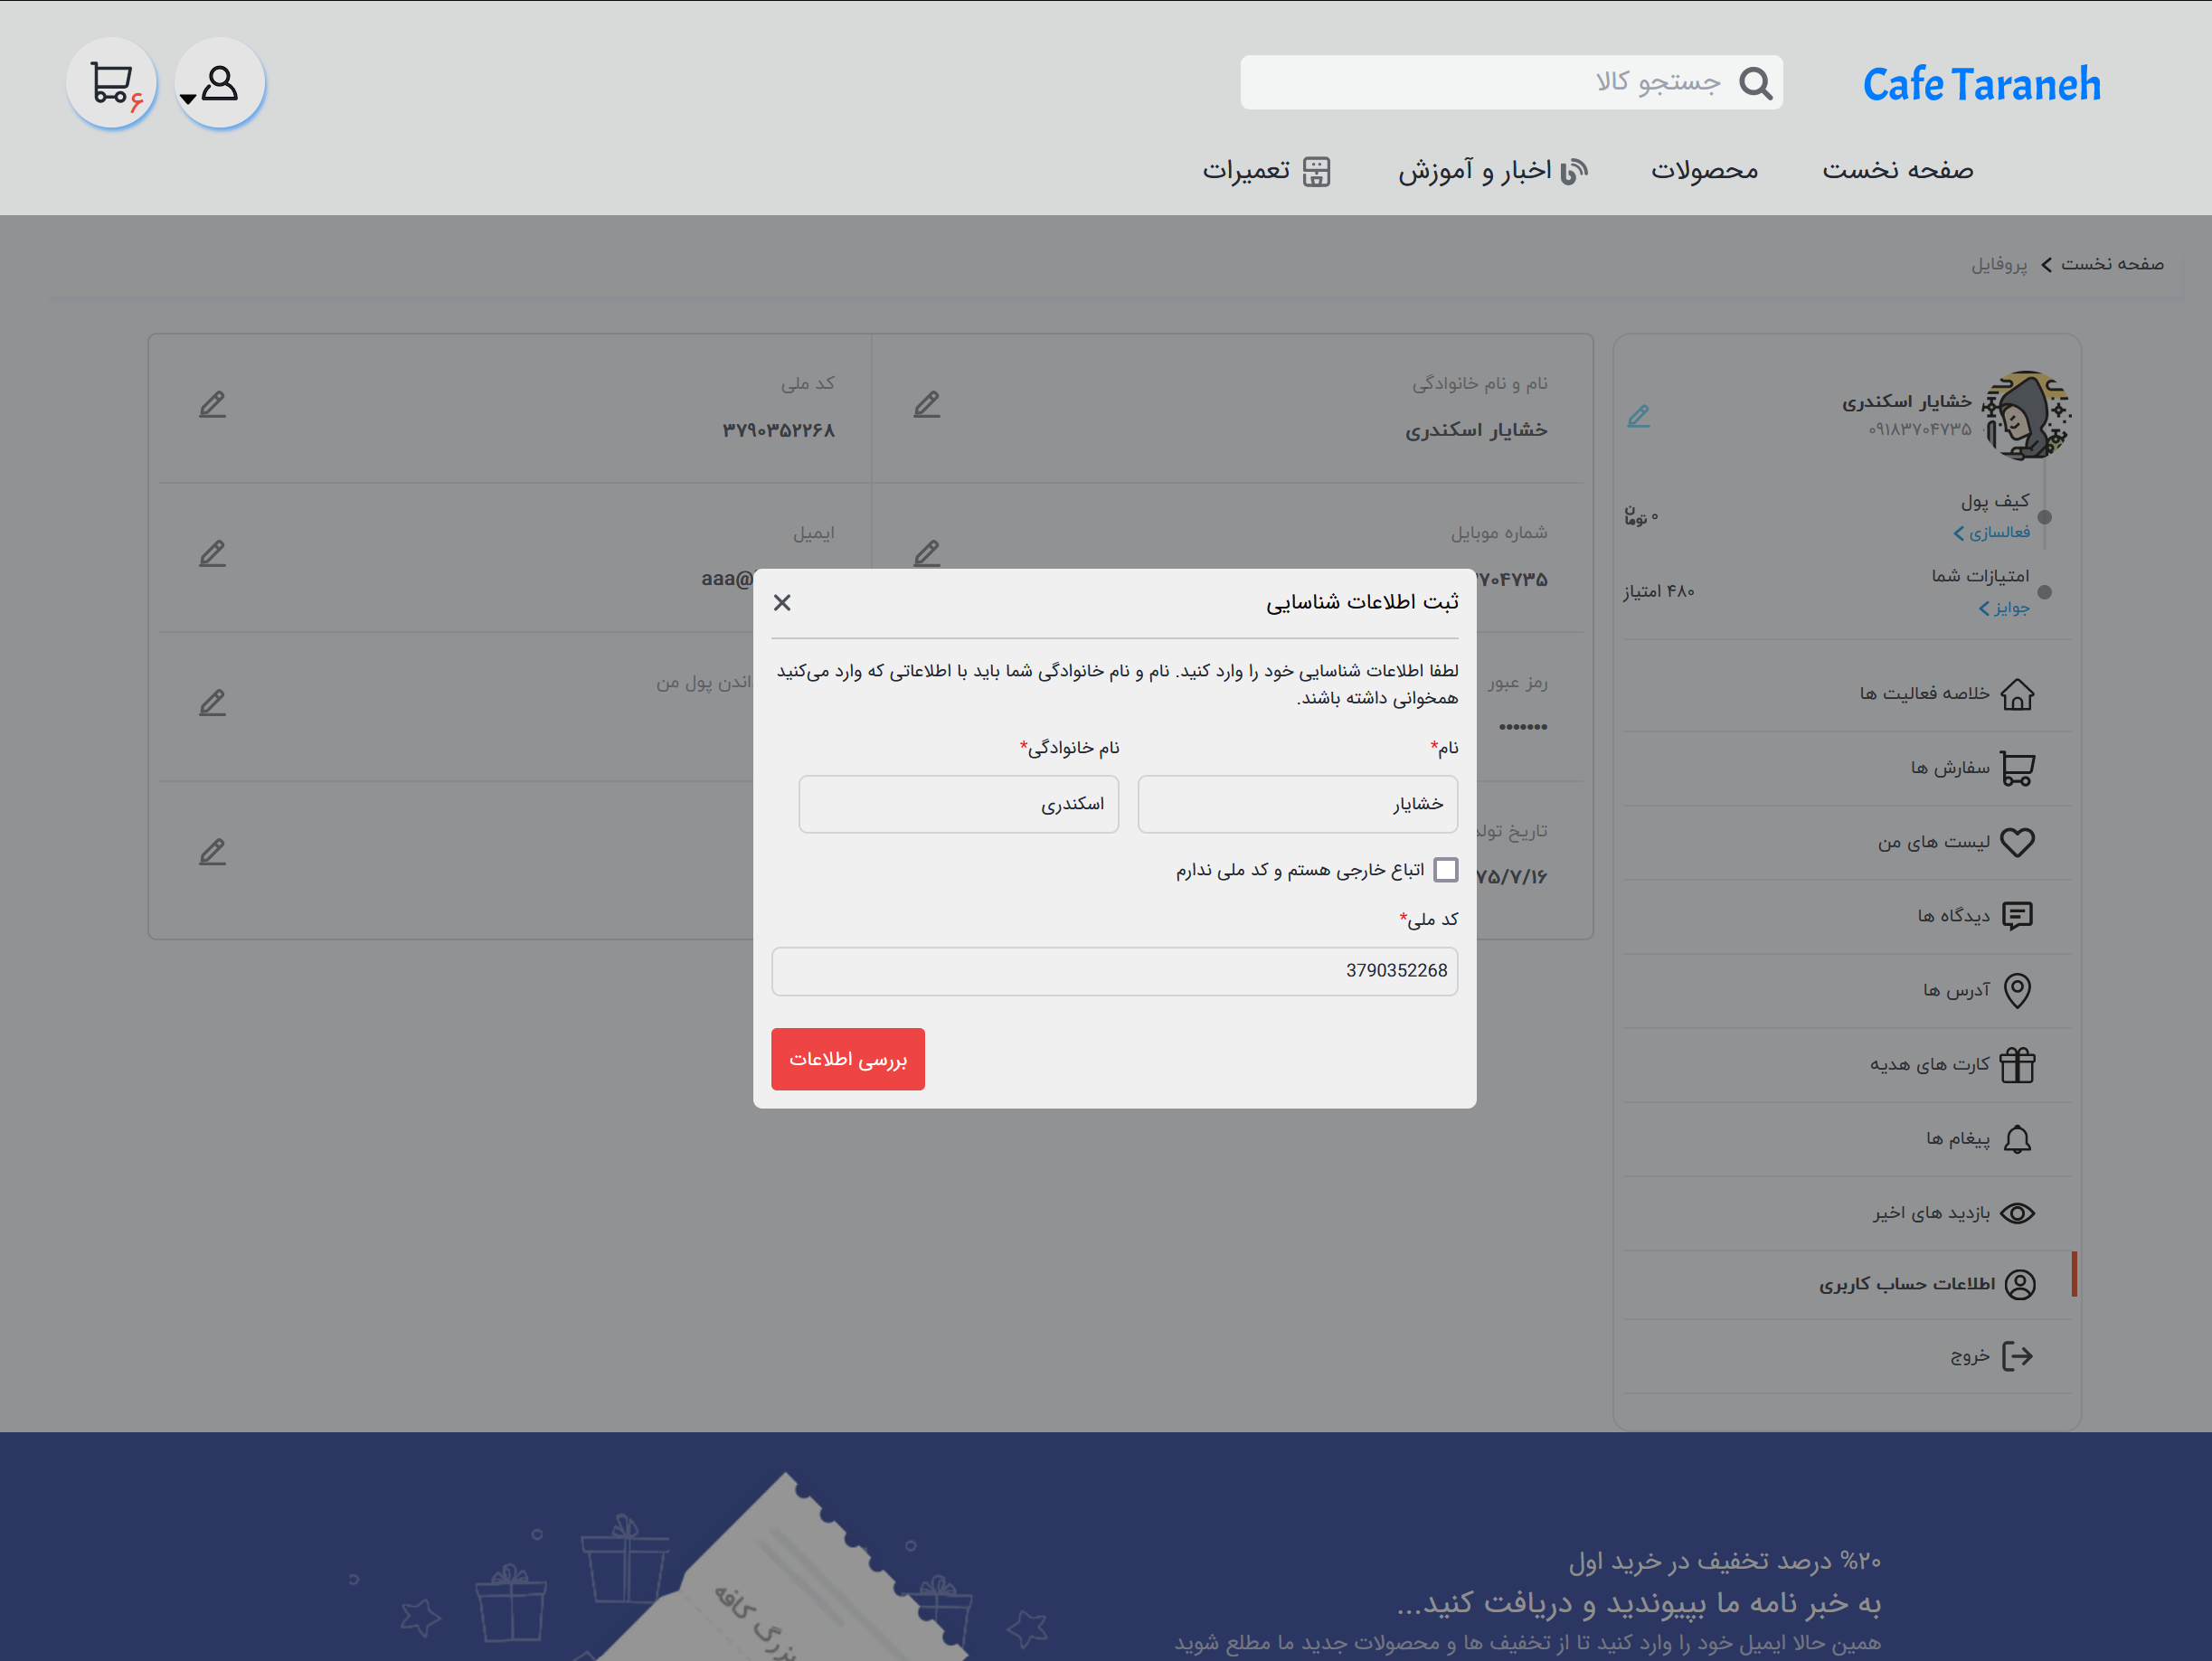 Cafe Taraneh
جستجو کالا
۶
صفحه نخست
محصولات
اخبار و آموزش
تعمیرات
صفحه نخست
پروفایل
خشایار اسکندری
۰۹۱۸۳۷۰۴۷۳۵
کیف پول
۰ تومان
فعالسازی
امتیازات شما
۴۸۰ امتیاز
جوایز
خلاصه فعالیت ها
سفارش ها
لیست های من
دیدگاه ها
آدرس ها
کارت های هدیه
پیغام ها
بازدید های اخیر
اطلاعات حساب کاربری
خروج
نام و نام خانوادگی
خشایار اسکندری
کد ملی
۳۷۹۰۳۵۲۲۶۸
شماره موبایل
۷۰۴۷۳۵
ایمیل
aaa@
رمز عبور
•••••••
پول من
تاریخ تولد
۷۵/۷/۱۶
ثبت اطلاعات شناسایی
لطفا اطلاعات شناسایی خود را وارد کنید. نام و نام خانوادگی شما باید با اطلاعاتی که وارد می‌کنید
همخوانی داشته باشند.
نام*
نام خانوادگی*
خشایار
اسکندری
اتباع خارجی هستم و کد ملی ندارم
کد ملی*
3790352268
بررسی اطلاعات
۲۰% درصد تخفیف در خرید اول
به خبر نامه ما بپیوندید و دریافت کنید...
همین حالا ایمیل خود را وارد کنید تا از تخفیف ها و محصولات جدید ما مطلع شوید
بزرگ کافه